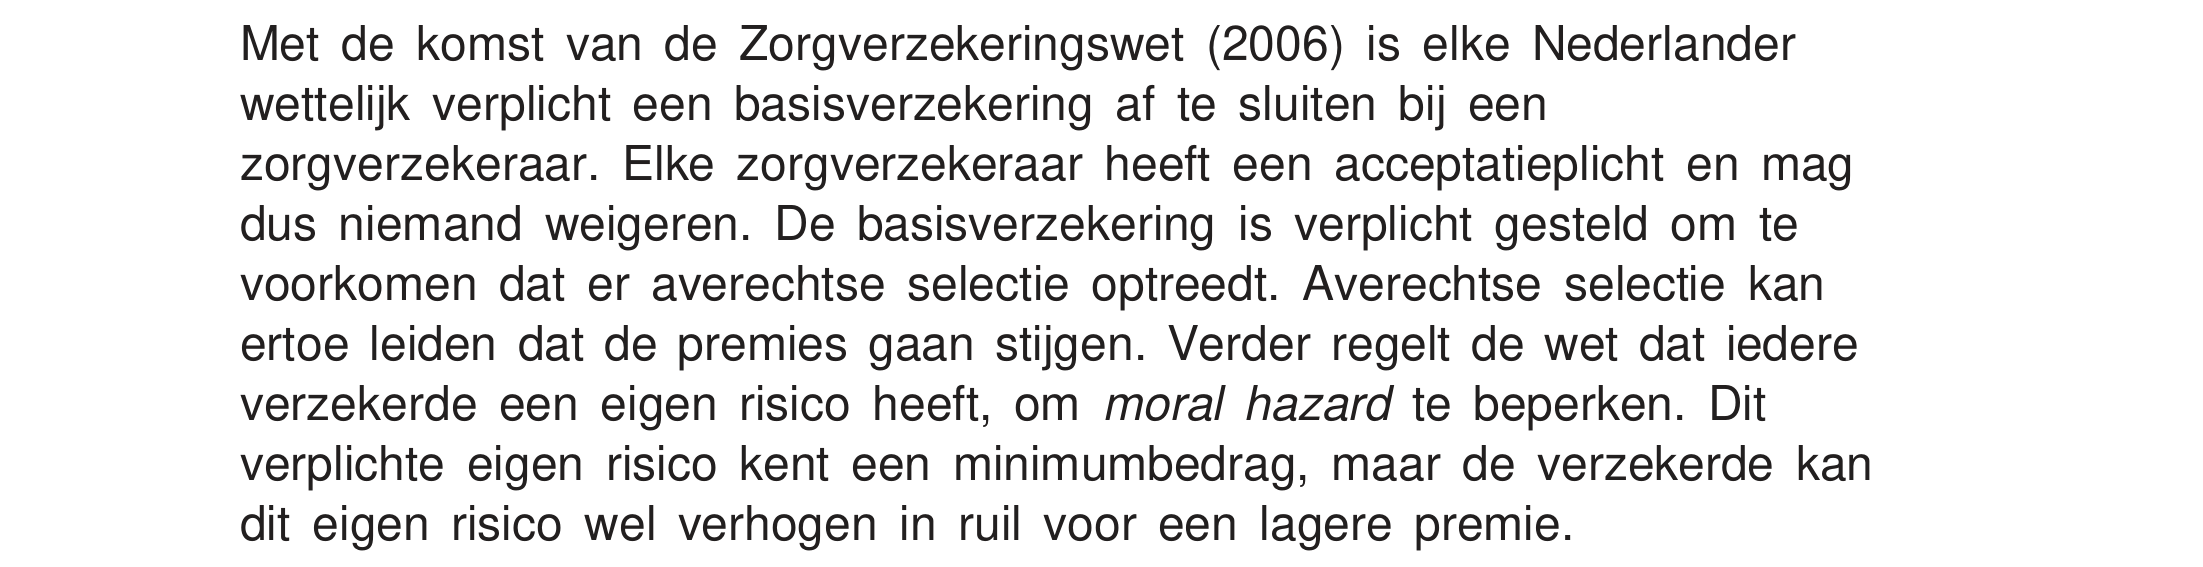 Met de komst van de Zorgverzekeringswet (2006) is elke Nederlander
wettelijk verplicht een basisverzekering af te sluiten bij een
zorgverzekeraar. Elke zorgverzekeraar heeft een acceptatieplicht en mag
dus niemand weigeren. De basisverzekering is verplicht gesteld om te
voorkomen dat er averechtse selectie optreedt. Averechtse selectie kan
ertoe leiden dat de premies gaan stijgen. Verder regelt de wet dat iedere
verzekerde een eigen risico heeft, om moral hazard te beperken. Dit
verplichte eigen risico kent een minimumbedrag, maar de verzekerde kan
dit eigen risico wel verhogen in ruil voor een lagere premie.